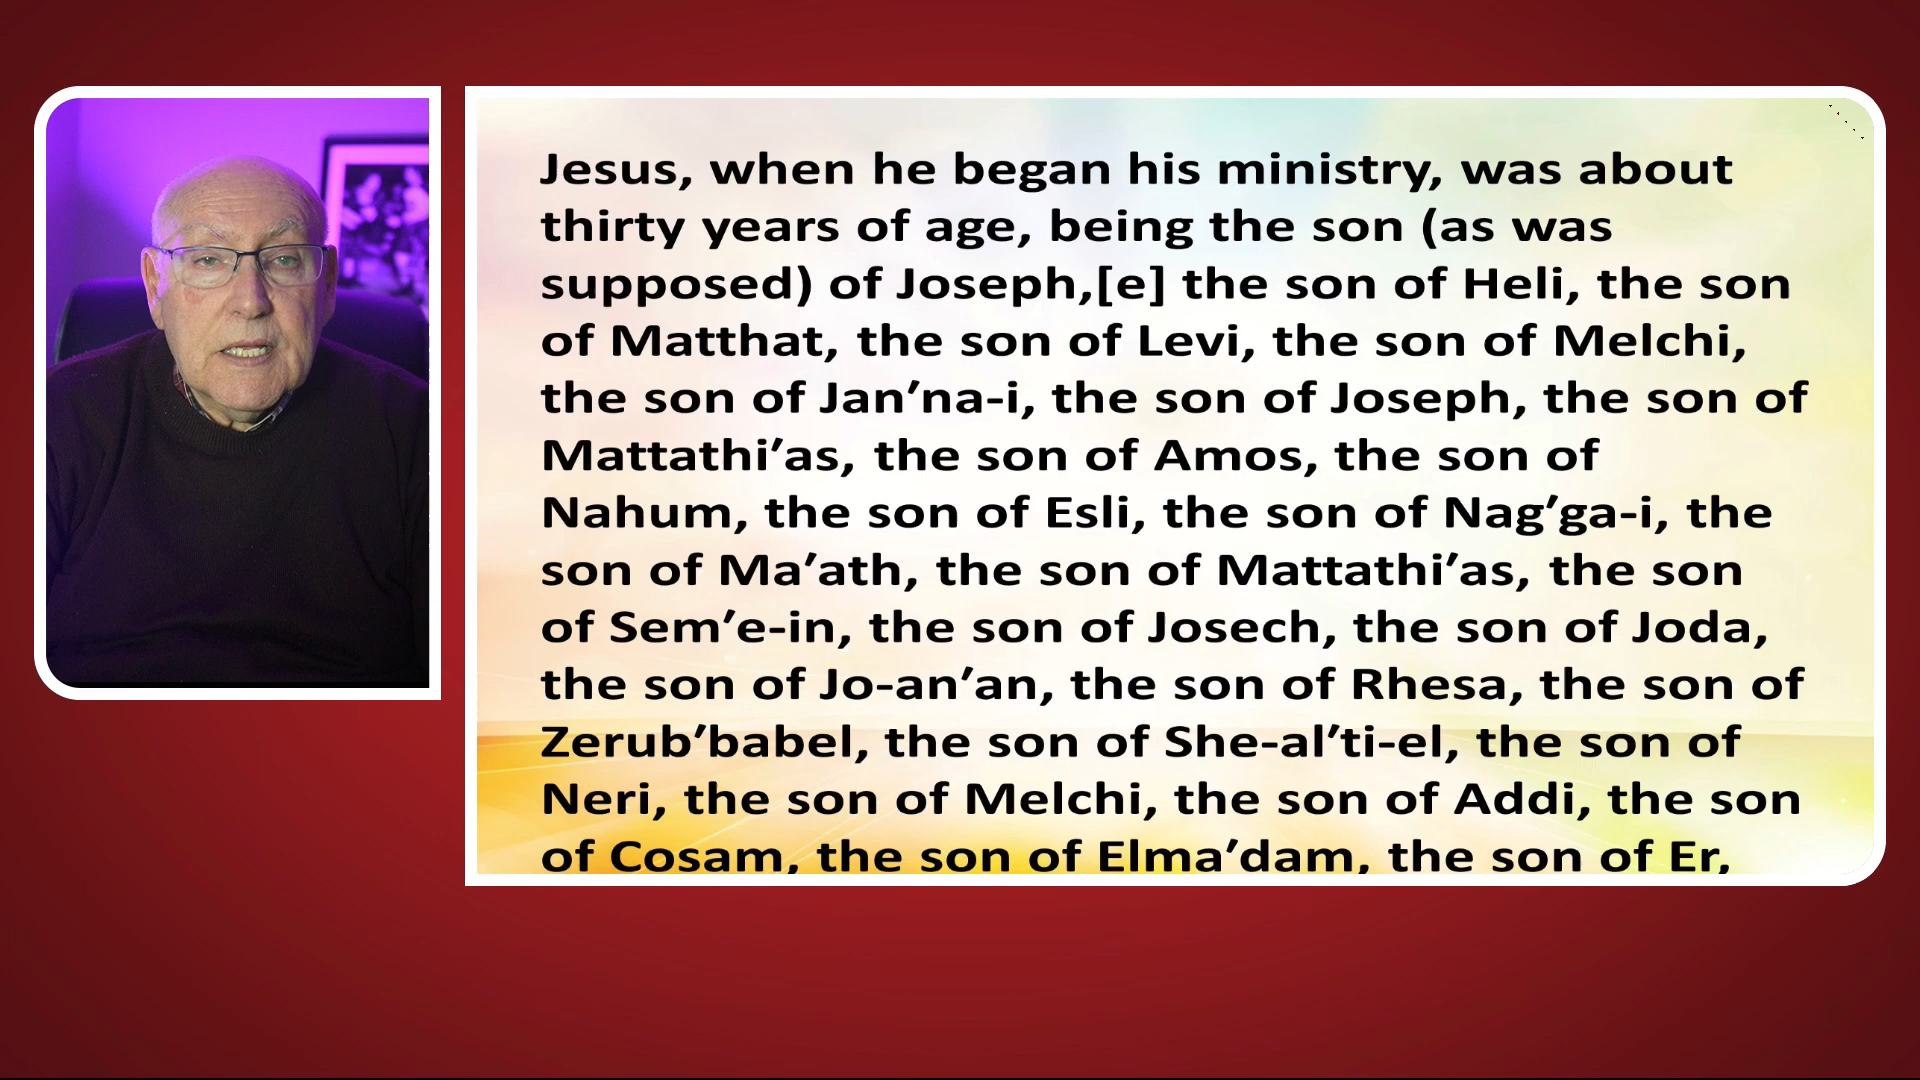 Jesus, when he began his ministry, was about
thirty years of age, being the son (as was
supposed) of Joseph,[e] the son of Heli, the son
of Matthat, the son of Levi, the son of Melchi,
the son of Jan′na-i, the son of Joseph, the son of
Mattathi′as, the son of Amos, the son of
Nahum, the son of Esli, the son of Nag′ga-i, the
son of Ma′ath, the son of Mattathi′as, the son
of Sem′e-in, the son of Josech, the son of Joda,
the son of Jo-an′an, the son of Rhesa, the son of
Zerub′babel, the son of She-al′ti-el, the son of
Neri, the son of Melchi, the son of Addi, the son
of Cosam, the son of Elma′dam, the son of Er,